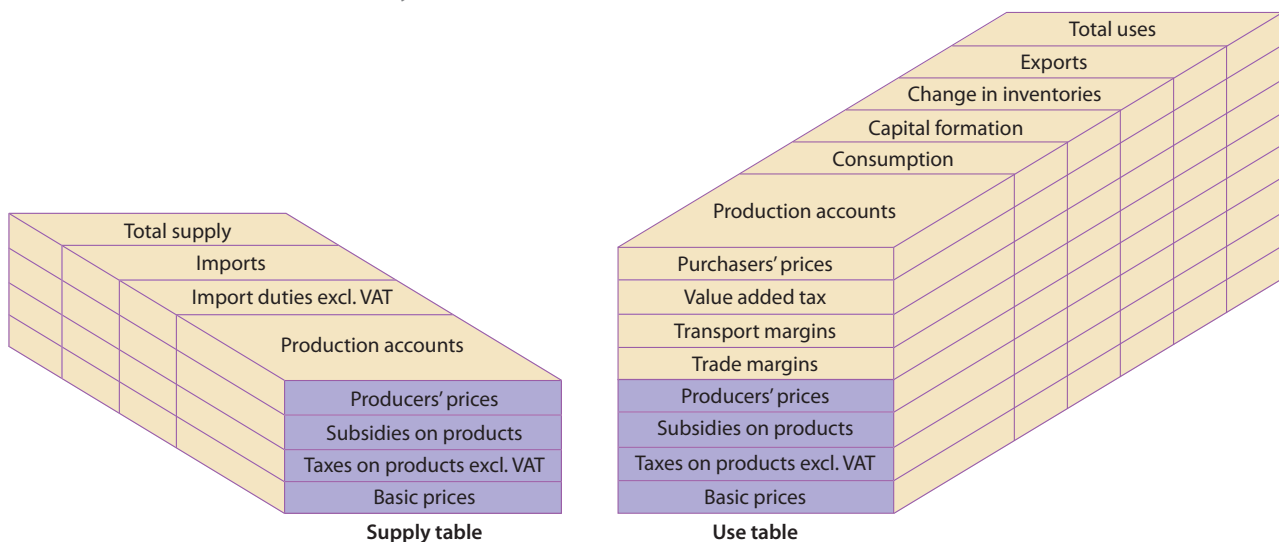 Total supply
Imports
Import duties excl. VAT
Production accounts
Producers’ prices
Subsidies on products
Taxes on products excl. VAT
Basic prices
Supply table
Total uses
Exports
Change in inventories
Capital formation
Consumption
Production accounts
Purchasers’ prices
Value added tax
Transport margins
Trade margins
Producers’ prices
Subsidies on products
Taxes on products excl. VAT
Basic prices
Use table